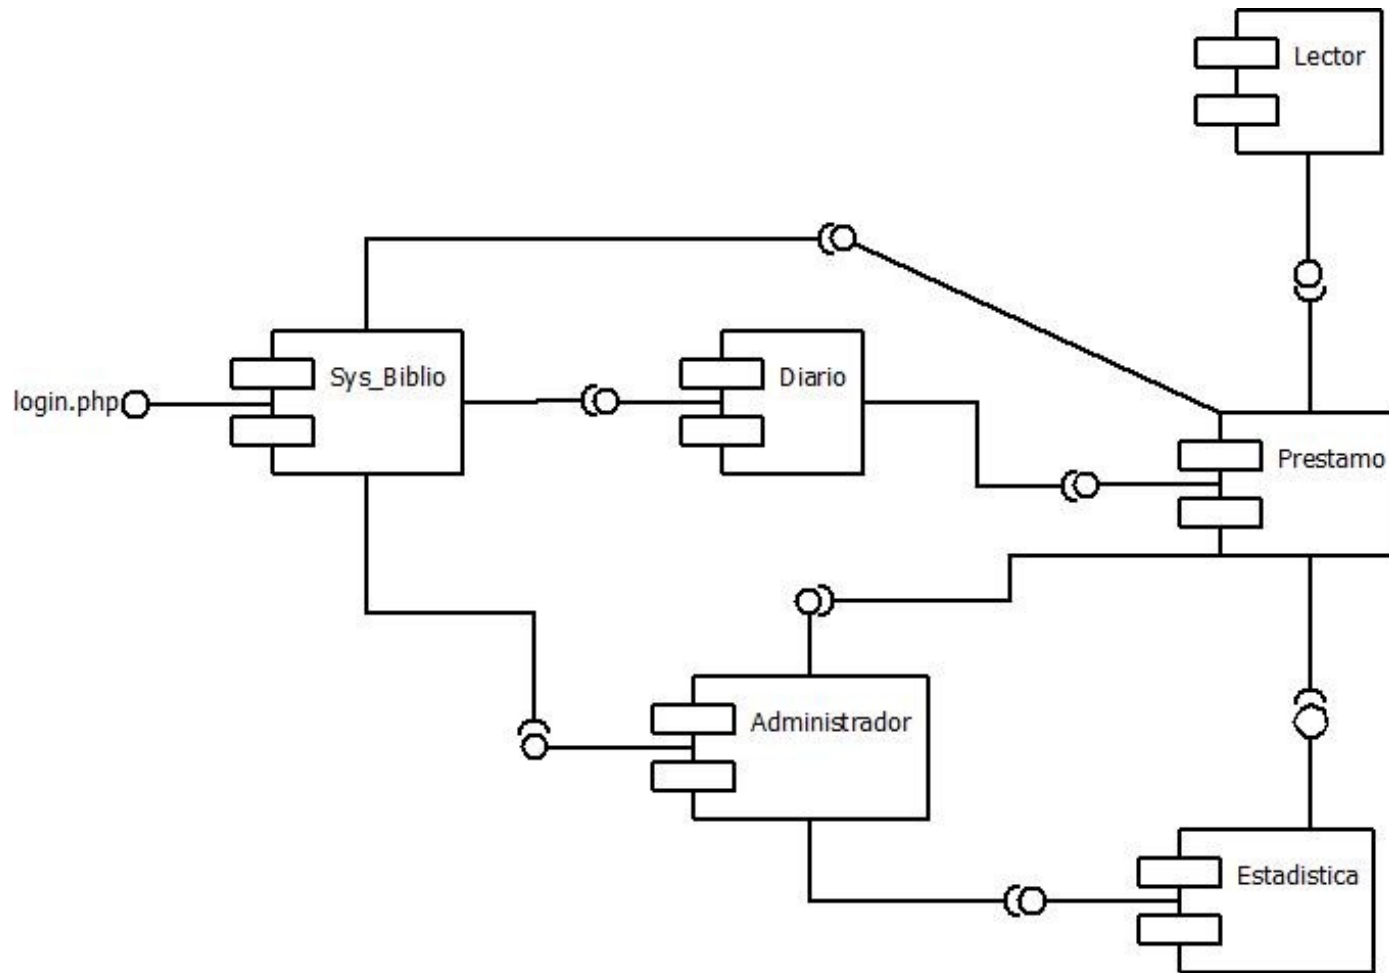 Lector
Sys_Biblio
Diario
login.php
Prestamo
Administrador
Estadistica